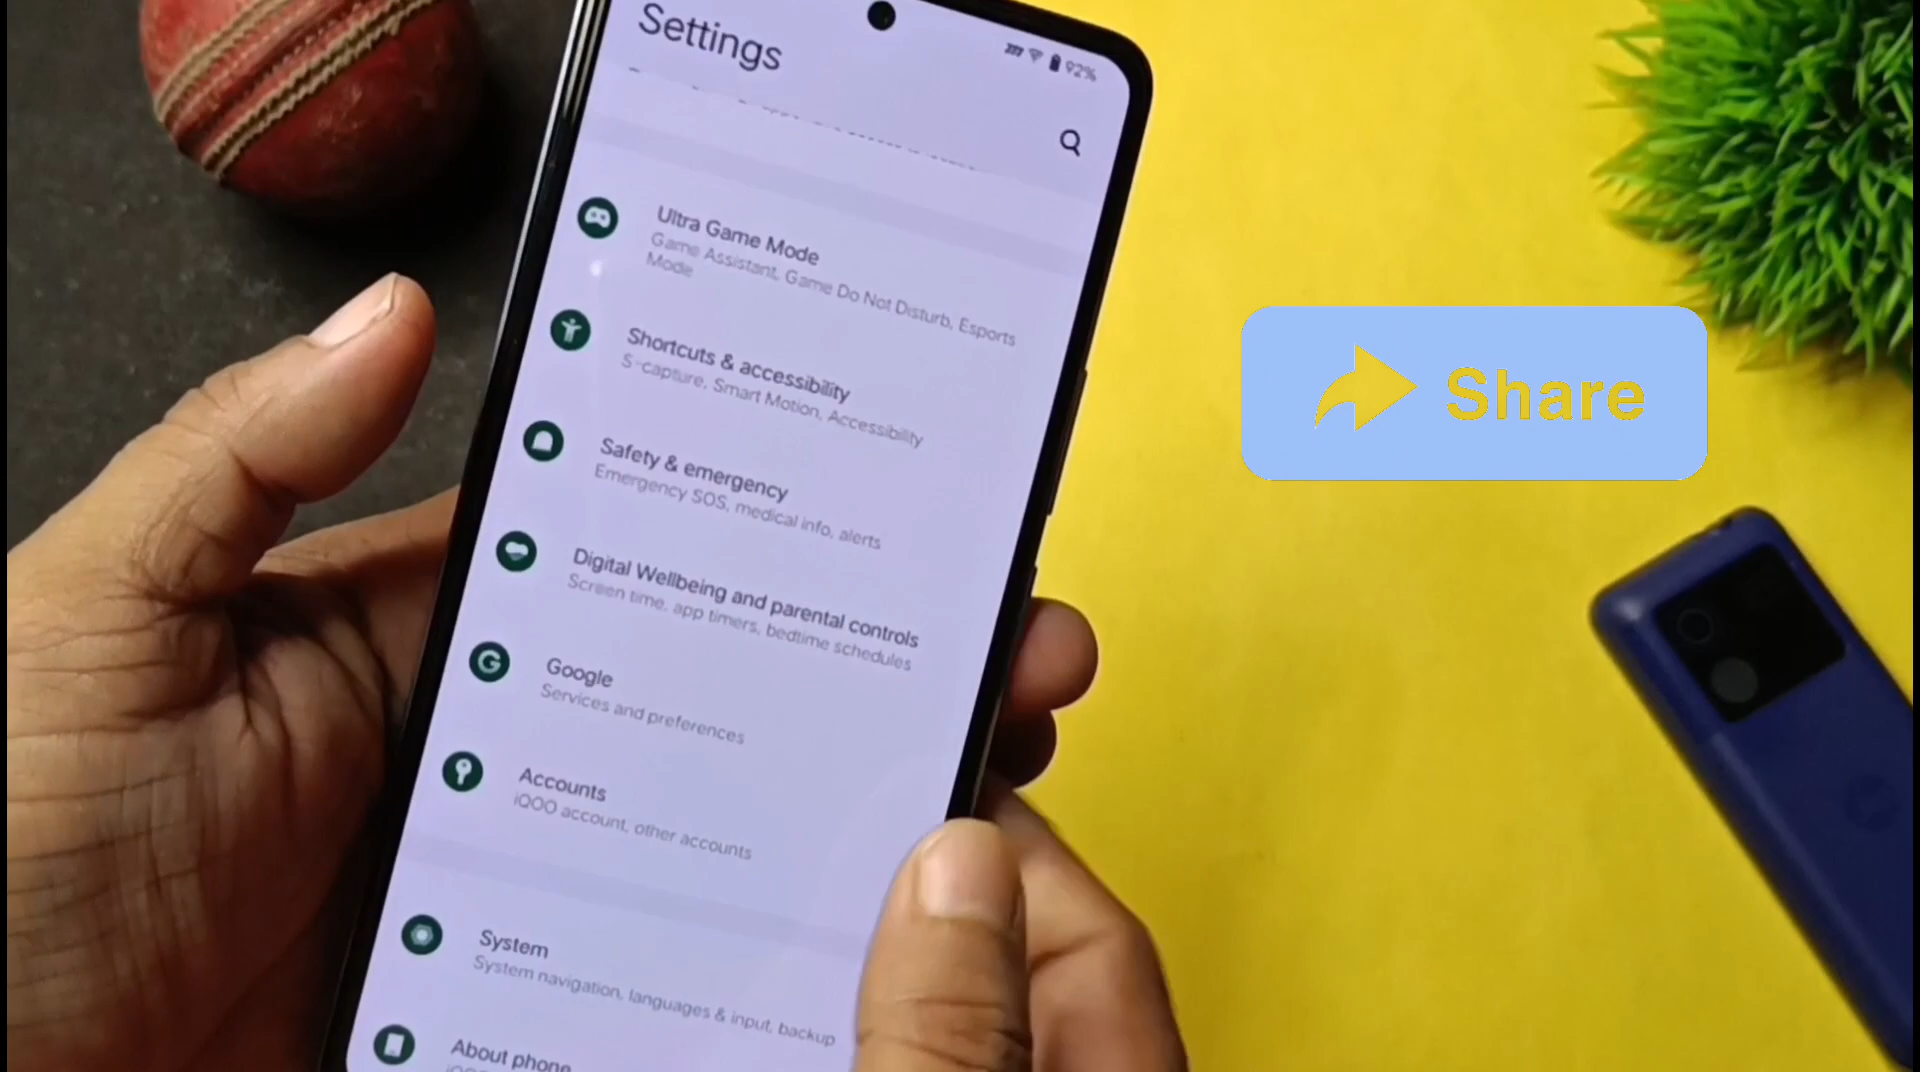 Settings
92%
Ultra Game Mode
Game Assistant, Game Do Not Disturb, Esports
Mode
Shortcuts & accessibility
S-capture, Smart Motion, Accessibility
Safety & emergency
Emergency SOS, medical info, alerts
Digital Wellbeing and parental controls
Screen time, app timers, bedtime schedules
Google
Services and preferences
Accounts
iQOO account, other accounts
System
System navigation, languages & input, backup
About phone
Share